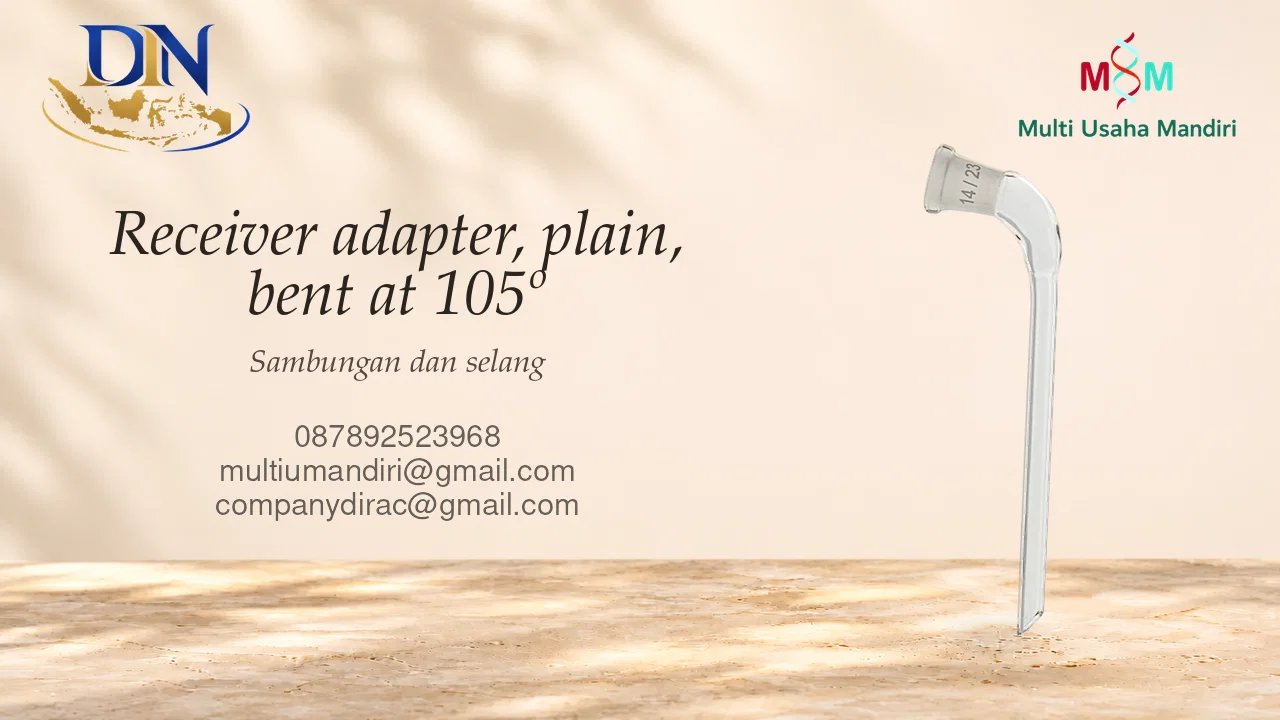 DN
M M
Multi Usaha Mandiri
14 / 23
Receiver adapter, plain,
bent at 105º
Sambungan dan selang
087892523968
multiumandiri@gmail.com
companydirac@gmail.com